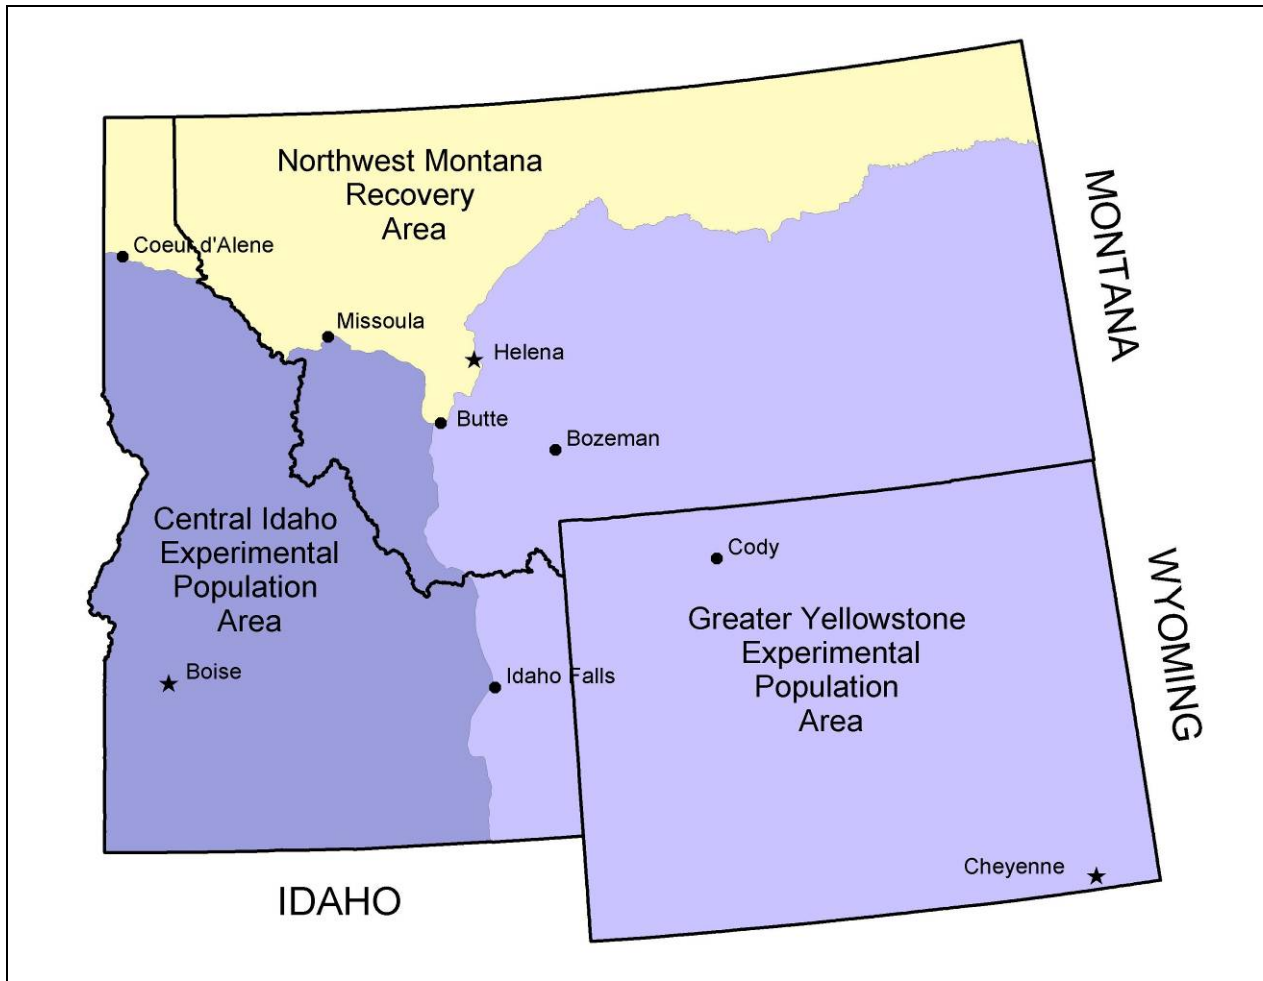 Northwest Montana
Recovery
Area
MONTANA
Coeur d'Alene
Missoula
Helena
Butte
Bozeman
Central Idaho
Experimental
Population
Area
Cody
WYOMING
Greater Yellowstone
Experimental
Population
Area
Boise
Idaho Falls
Cheyenne
IDAHO